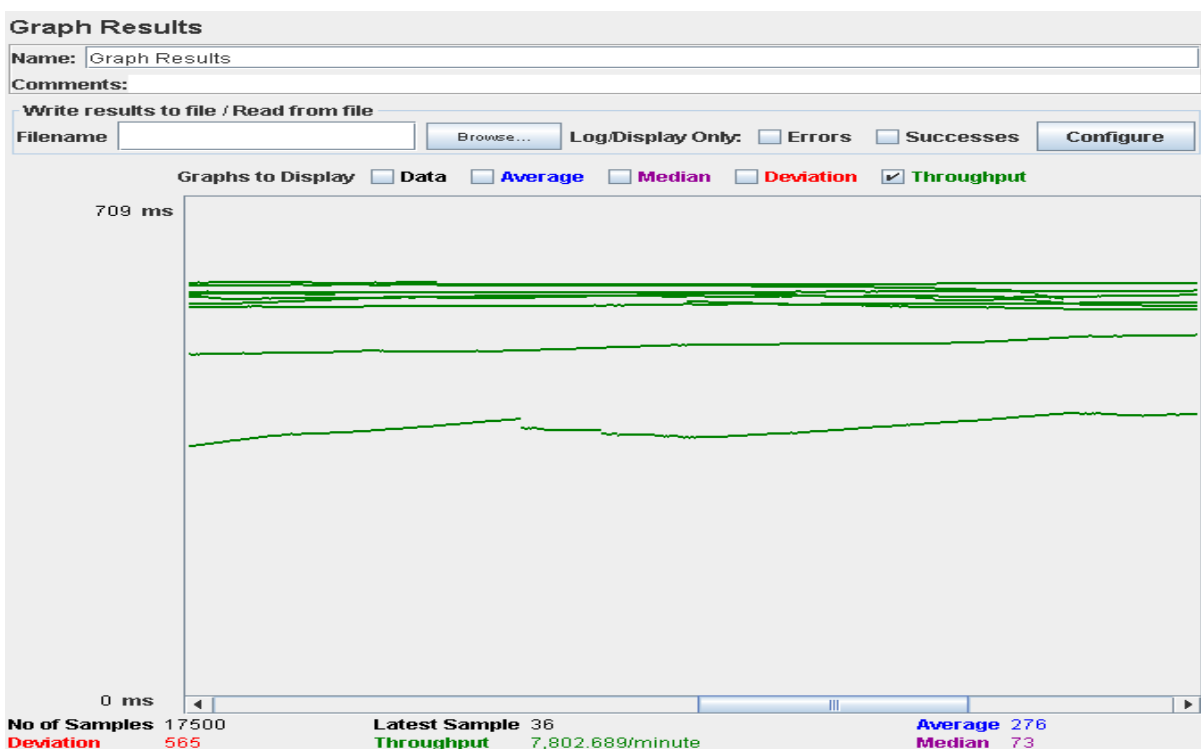 Graph Results
Name: Graph Results
Comments:
Write results to file / Read from file
Filename Browse... Log/Display Only: Errors Successes Configure
Graphs to Display Data Average Median Deviation Throughput
709 ms
0 ms
No of Samples 17500 Latest Sample 36 Average 276
Deviation 565 Throughput 7,802.689/minute Median 73